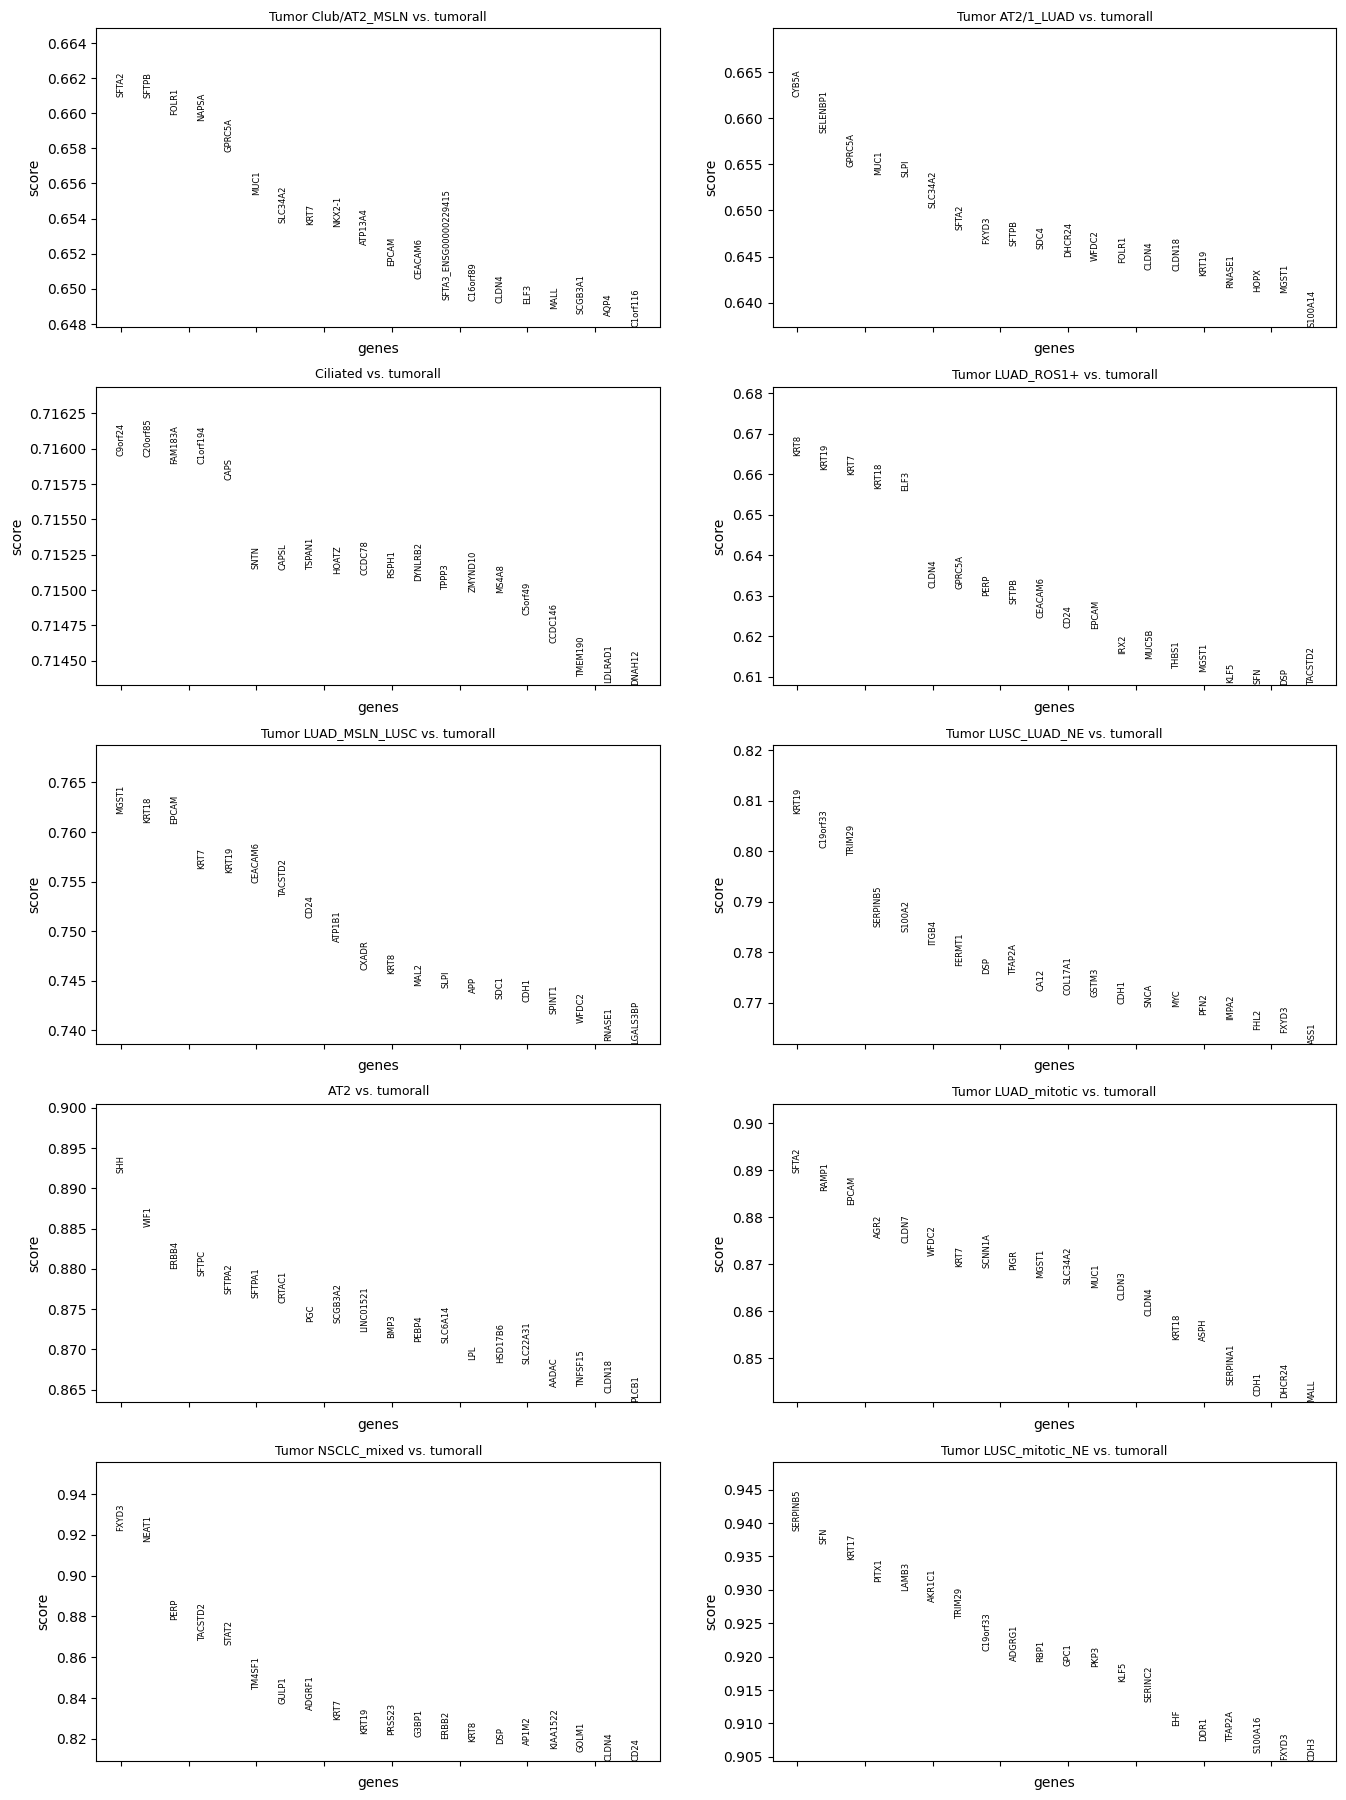 Tumor Club/AT2_MSLN vs. tumorall
score
0.664
0.662
0.660
0.658
0.656
0.654
0.652
0.650
0.648
SFTA2
SFTPB
FOLR1
NAPSA
GPRC5A
MUC1
SLC34A2
KRT7
NKX2-1
ATP13A4
EPCAM
CEACAM6
SFTA3_ENSG00000229415
C16orf89
CLDN4
ELF3
MALL
SCGB3A1
AQP4
C1orf116
genes
Tumor AT2/1_LUAD vs. tumorall
score
0.665
0.660
0.655
0.650
0.645
0.640
CYB5A
SELENBP1
GPRC5A
MUC1
SLPI
SLC34A2
SFTA2
FXYD3
SFTPB
SDC4
DHCR24
WFDC2
FOLR1
CLDN4
CLDN18
KRT19
RNASE1
HOPX
MGST1
S100A14
genes
Ciliated vs. tumorall
score
0.71625
0.71600
0.71575
0.71550
0.71525
0.71500
0.71475
0.71450
C9orf24
C20orf85
FAM183A
C1orf194
CAPS
SNTN
CAPSL
TSPAN1
HOATZ
CCDC78
RSPH1
DYNLRB2
TPPP3
ZMYND10
MS4A8
C5orf49
CCDC146
TMEM190
LDLRAD1
DNAH12
genes
Tumor LUAD_ROS1+ vs. tumorall
score
0.68
0.67
0.66
0.65
0.64
0.63
0.62
0.61
KRT8
KRT19
KRT7
KRT18
ELF3
CLDN4
GPRC5A
PERP
SFTPB
CEACAM6
CD24
EPCAM
IRX2
MUC5B
THBS1
MGST1
KLF5
SFN
DSP
TACSTD2
genes
Tumor LUAD_MSLN_LUSC vs. tumorall
score
0.765
0.760
0.755
0.750
0.745
0.740
MGST1
KRT18
EPCAM
KRT7
KRT19
CEACAM6
TACSTD2
CD24
ATP1B1
CXADR
KRT8
MAL2
SLPI
APP
SDC1
CDH1
SPINT1
WFDC2
RNASE1
LGALS3BP
genes
Tumor LUSC_LUAD_NE vs. tumorall
score
0.82
0.81
0.80
0.79
0.78
0.77
KRT19
C19orf33
TRIM29
SERPINB5
S100A2
ITGB4
FERMT1
DSP
TFAP2A
CA12
COL17A1
GSTM3
CDH1
SNCA
MYC
PFN2
IMPA2
FHL2
FXYD3
ASS1
genes
AT2 vs. tumorall
score
0.900
0.895
0.890
0.885
0.880
0.875
0.870
0.865
SHH
WIF1
ERBB4
SFTPC
SFTPA2
SFTPA1
CRTAC1
PGC
SCGB3A2
LINC01521
BMP3
PEBP4
SLC6A14
LPL
HSD17B6
SLC22A31
AADAC
TNFSF15
CLDN18
PLCB1
genes
Tumor LUAD_mitotic vs. tumorall
score
0.90
0.89
0.88
0.87
0.86
0.85
SFTA2
RAMP1
EPCAM
AGR2
CLDN7
WFDC2
KRT7
SCNN1A
PIGR
MGST1
SLC34A2
MUC1
CLDN3
CLDN4
KRT18
ASPH
SERPINA1
CDH1
DHCR24
MALL
genes
Tumor NSCLC_mixed vs. tumorall
score
0.94
0.92
0.90
0.88
0.86
0.84
0.82
FXYD3
NEAT1
PERP
TACSTD2
STAT2
TM4SF1
GULP1
ADGRF1
KRT7
KRT19
PRSS23
G3BP1
ERBB2
KRT8
DSP
AP1M2
KIAA1522
GOLM1
CLDN4
CD24
genes
Tumor LUSC_mitotic_NE vs. tumorall
score
0.945
0.940
0.935
0.930
0.925
0.920
0.915
0.910
0.905
SERPINB5
SFN
KRT17
PITX1
LAMB3
AKR1C1
TRIM29
C19orf33
ADGRG1
RBP1
GPC1
PKP3
KLF5
SERINC2
EHF
DDR1
TFAP2A
S100A16
FXYD3
CDH3
genes